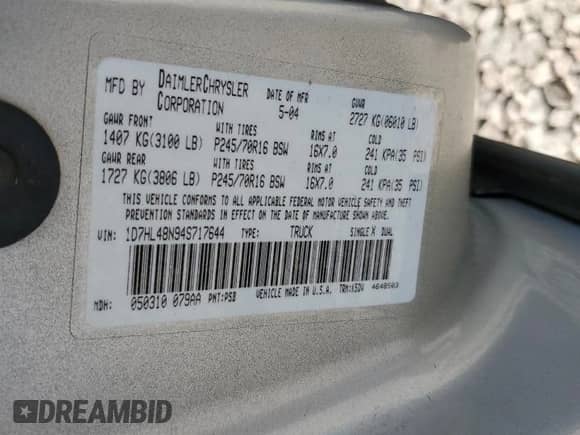 MFD BY DAIMLERCHRYSLER CORPORATION DATE OF MFR 5-04 GVWR 2727 KG(06010 LB)
GAWR FRONT WITH TIRES RIMS AT COLD
1407 KG(3100 LB) P245/70R16 BSW 16X7.0 241 KPA(35 PSI)
GAWR REAR WITH TIRES RIMS AT COLD
1727 KG(3806 LB) P245/70R16 BSW 16X7.0 241 KPA(35 PSI)
THIS VEHICLE CONFORMS TO ALL APPLICABLE FEDERAL MOTOR VEHICLE SAFETY AND THEFT
PREVENTION STANDARDS IN EFFECT ON THE DATE OF MANUFACTURE SHOWN ABOVE.
VIN: 1D7HL48N94S717644 TYPE: TRUCK SINGLE X DUAL
MDH: 050310 079AA PNT:PSB VEHICLE MADE IN U.S.A. TRM:K5DV 4648503
DREAMBID